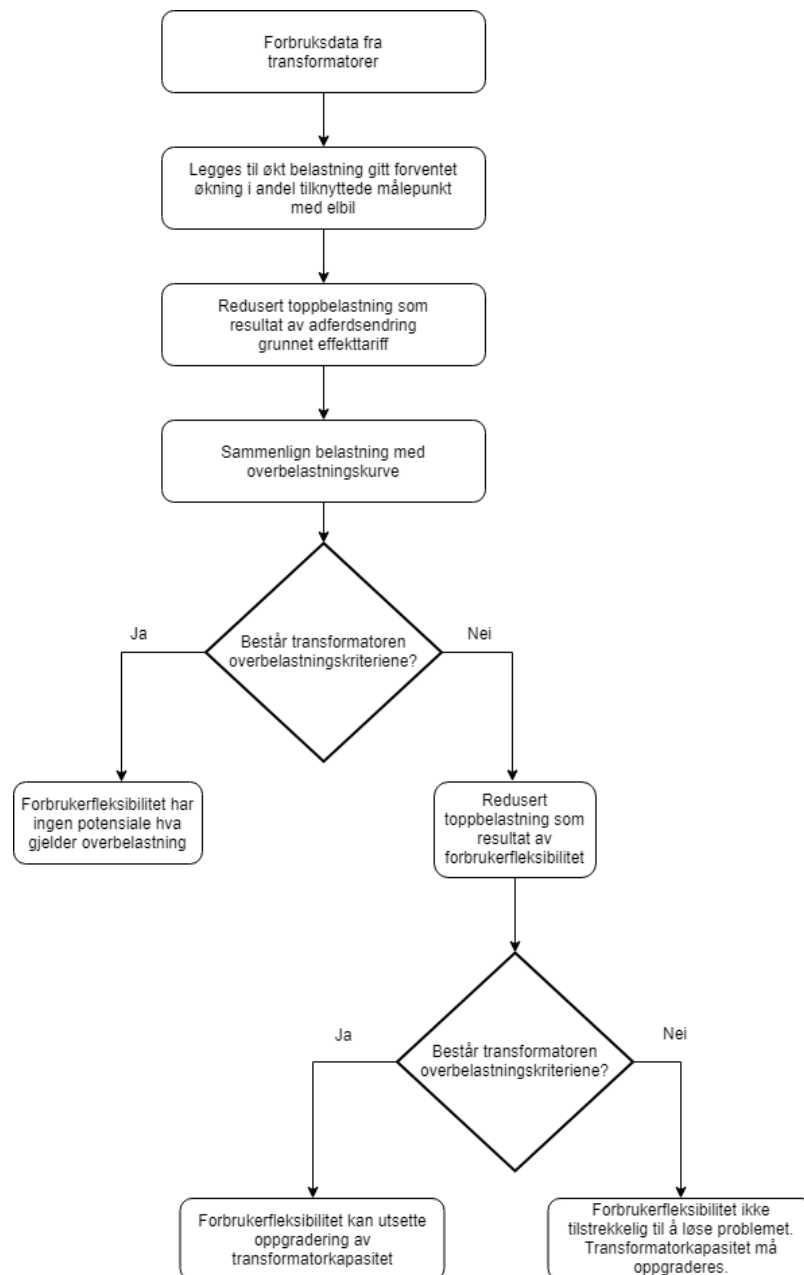 Forbruksdata fra
transformatorer
Legges til økt belastning gitt forventet
økning i andel tilknyttede målepunkt
med elbil
Redusert toppbelastning som
resultat av adferdsendring
grunnet effekttariff
Sammenlign belastning med
overbelastningskurve
Består transformatoren
overbelastningskriteriene?
Ja
Nei
Forbrukerfleksibilitet har
ingen potensiale hva
gjelder overbelastning
Redusert
toppbelastning som
resultat av
forbrukerfleksibilitet
Består transformatoren
overbelastningskriteriene?
Ja
Nei
Forbrukerfleksibilitet kan utsette
oppgradering av
transformatorkapasitet
Forbrukerfleksibilitet ikke
tilstrekkelig til å løse problemet.
Transformatorkapasitet må
oppgraderes.